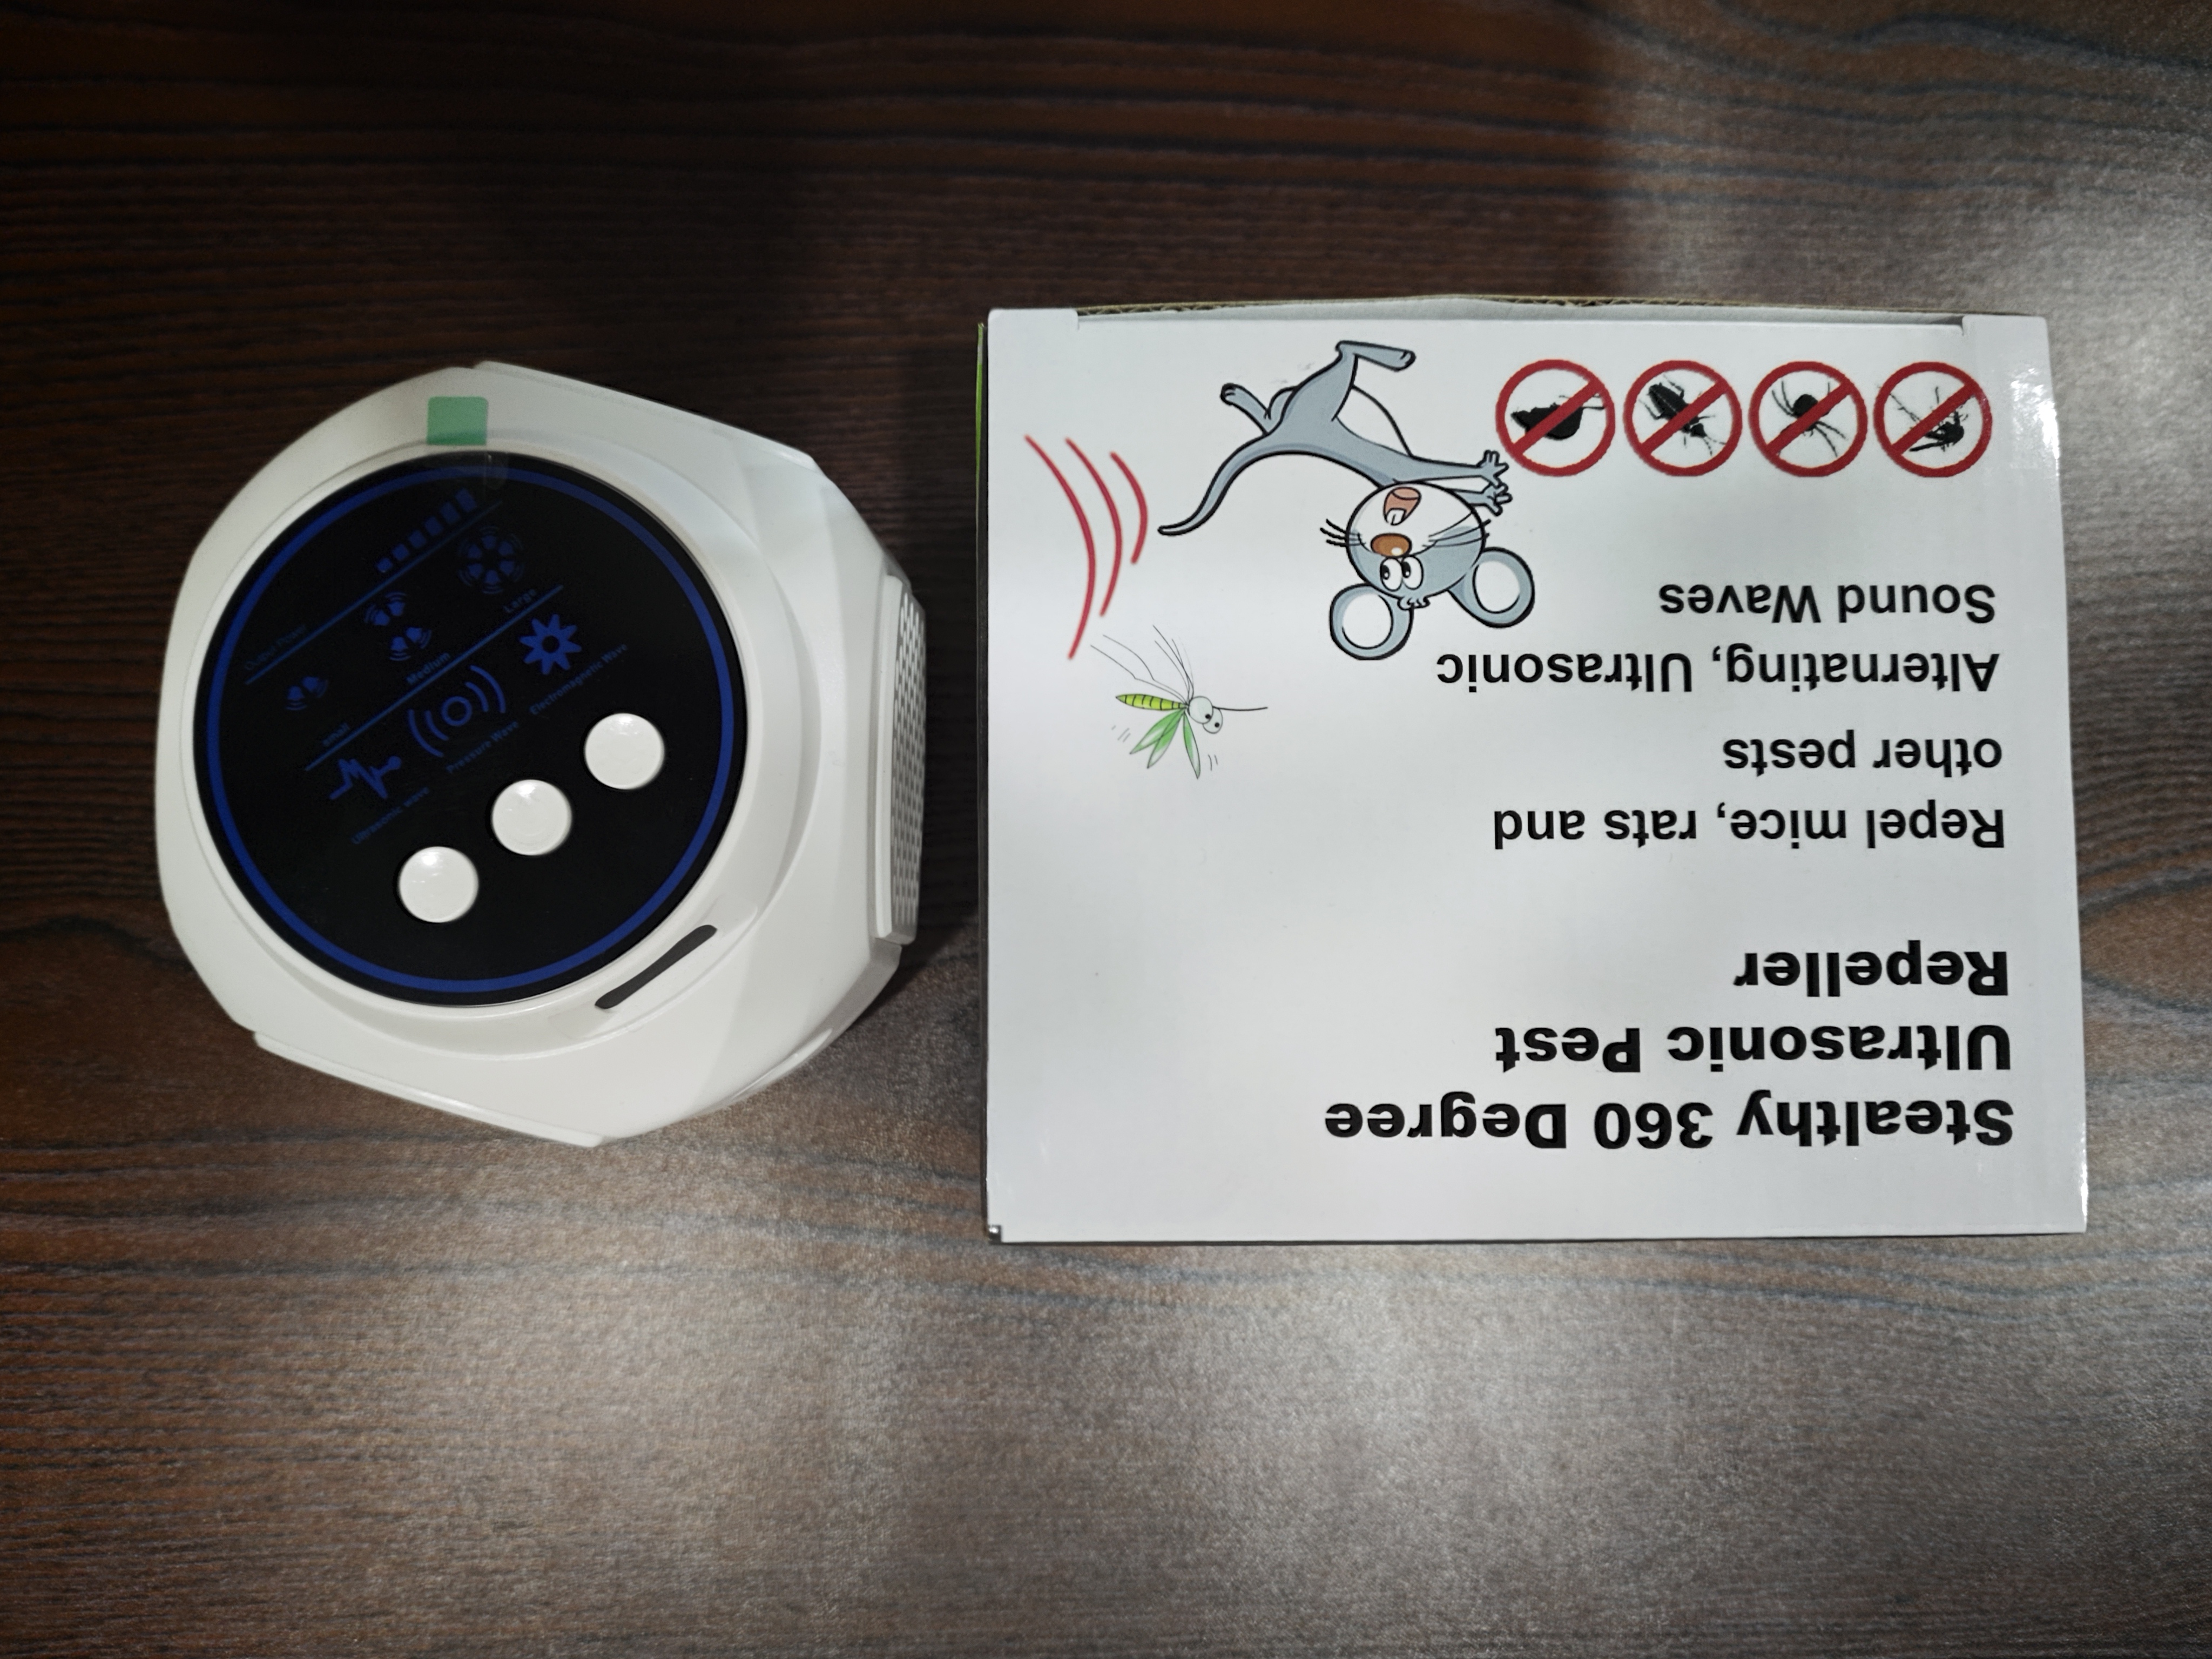 Stealthy 360 Degree
Ultrasonic Pest
Repeller
Repel mice, rats and
other pests
Alternating, Ultrasonic
Sound Waves
Output Power
small
Medium
Large
Ultrasonic wave
Pressure Wave
Electromagnetic Wave